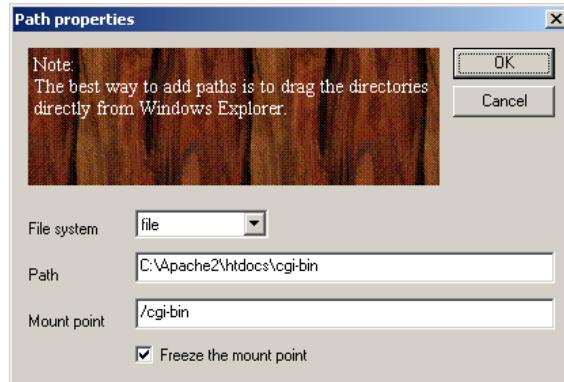 Path properties
Note:
The best way to add paths is to drag the directories
directly from Windows Explorer.
OK
Cancel
File system
file
Path
C:\Apache2\htdocs\cgi-bin
Mount point
/cgi-bin
Freeze the mount point